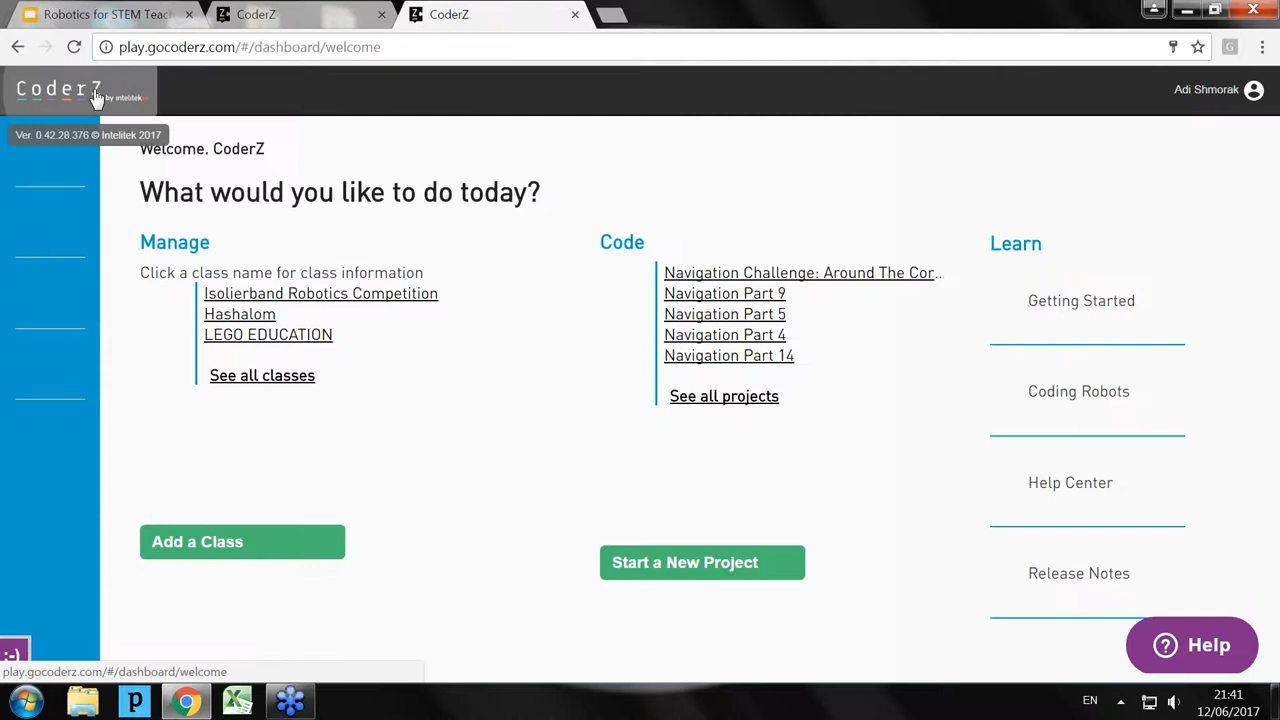 Robotics for STEM Teach
CoderZ
CoderZ
play.gocoderz.com/#/dashboard/welcome
G
CoderZ by intelitek
Adi Shmorak
Ver. 0.42.28.376 © Intelitek 2017
Welcome. CoderZ
What would you like to do today?
Manage
Click a class name for class information
Isolierband Robotics Competition
Hashalom
LEGO EDUCATION
See all classes
Add a Class
Code
Navigation Challenge: Around The Cor...
Navigation Part 9
Navigation Part 5
Navigation Part 4
Navigation Part 14
See all projects
Start a New Project
Learn
Getting Started
Coding Robots
Help Center
Release Notes
? Help
:-)
play.gocoderz.com/#/dashboard/welcome
p
EN
21:41
12/06/2017